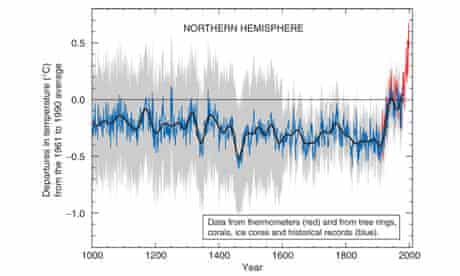 NORTHERN HEMISPHERE
Departures in temperature (°C)
from the 1961 to 1990 average
0.5
0.0
−0.5
−1.0
Data from thermometers (red) and from tree rings,
corals, ice cores and historical records (blue).
1000
1200
1400
1600
1800
2000
Year